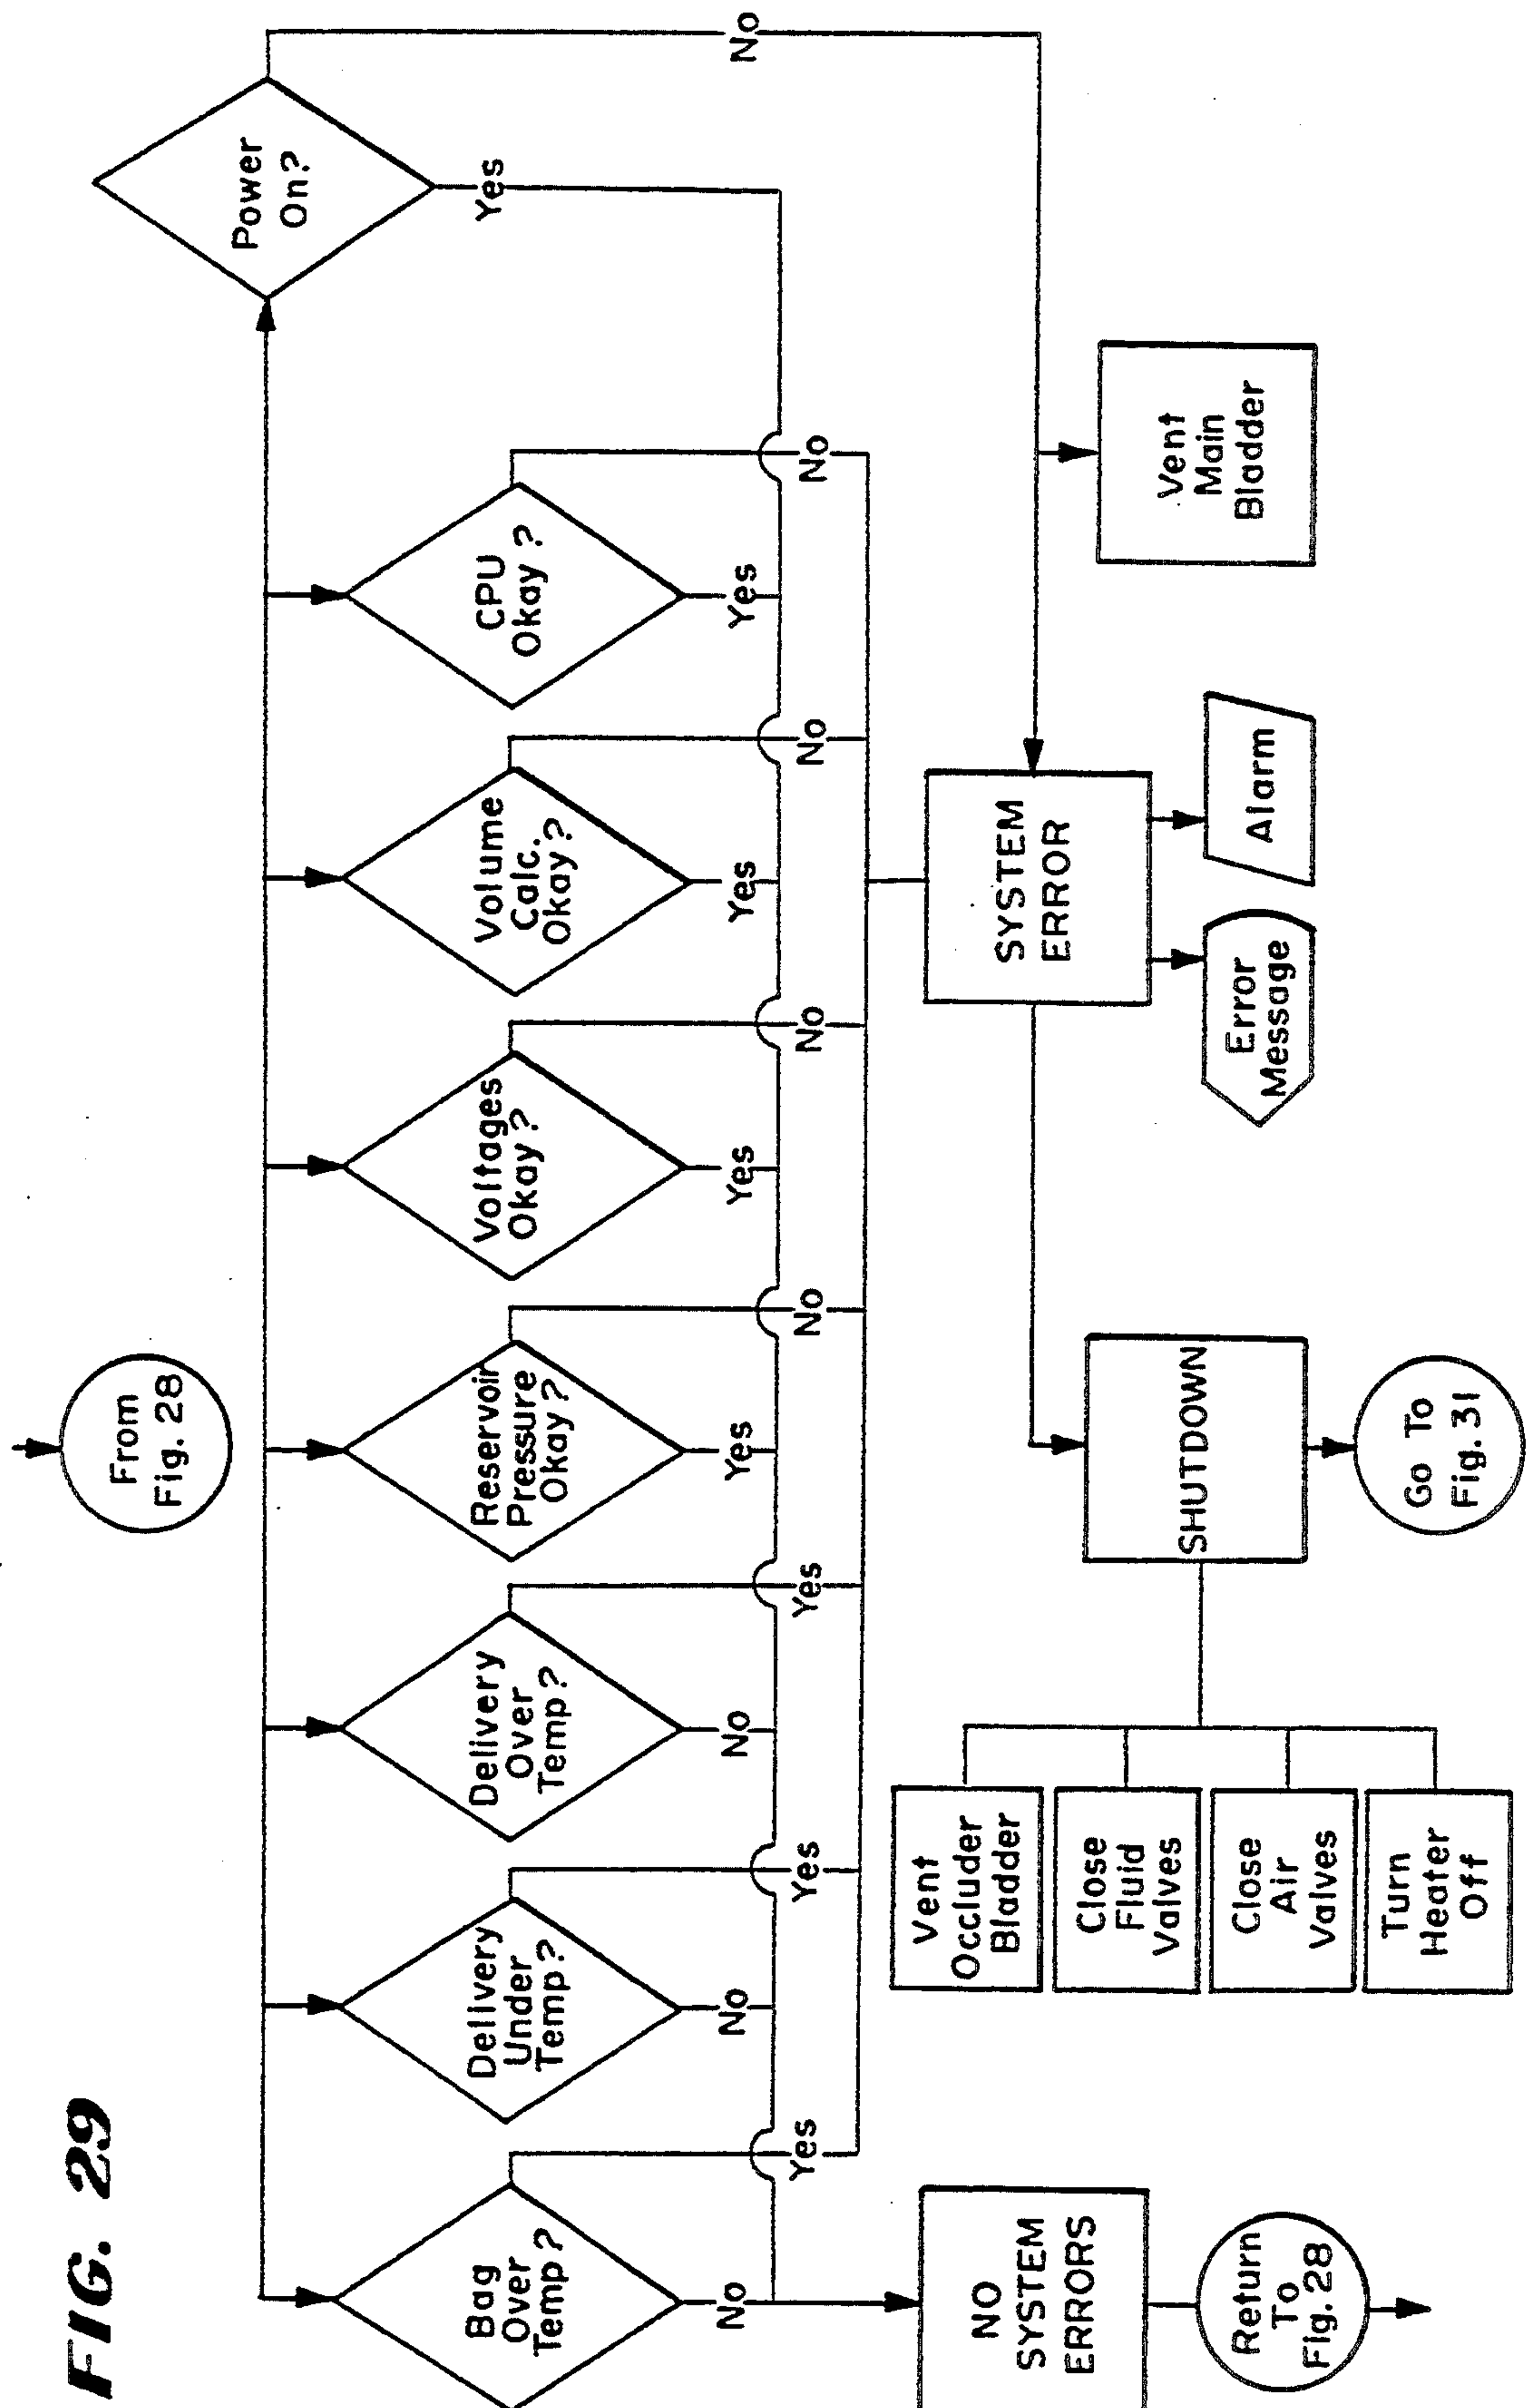 FIG. 29
From
Fig. 28
Bag
Over
Temp?
No
Yes
Delivery
Under
Temp?
No
Yes
Delivery
Over
Temp?
No
Yes
Reservoir
Pressure
Okay?
Yes
No
Voltages
Okay?
Yes
No
Volume
Calc.
Okay?
Yes
No
CPU
Okay?
Yes
No
Power
On?
Yes
No
NO
SYSTEM
ERRORS
Return
To
Fig. 28
Vent
Occluder
Bladder
Close
Fluid
Valves
Close
Air
Valves
Turn
Heater
Off
SHUTDOWN
Go To
Fig. 31
SYSTEM
ERROR
Error
Message
Alarm
Vent
Main
Bladder